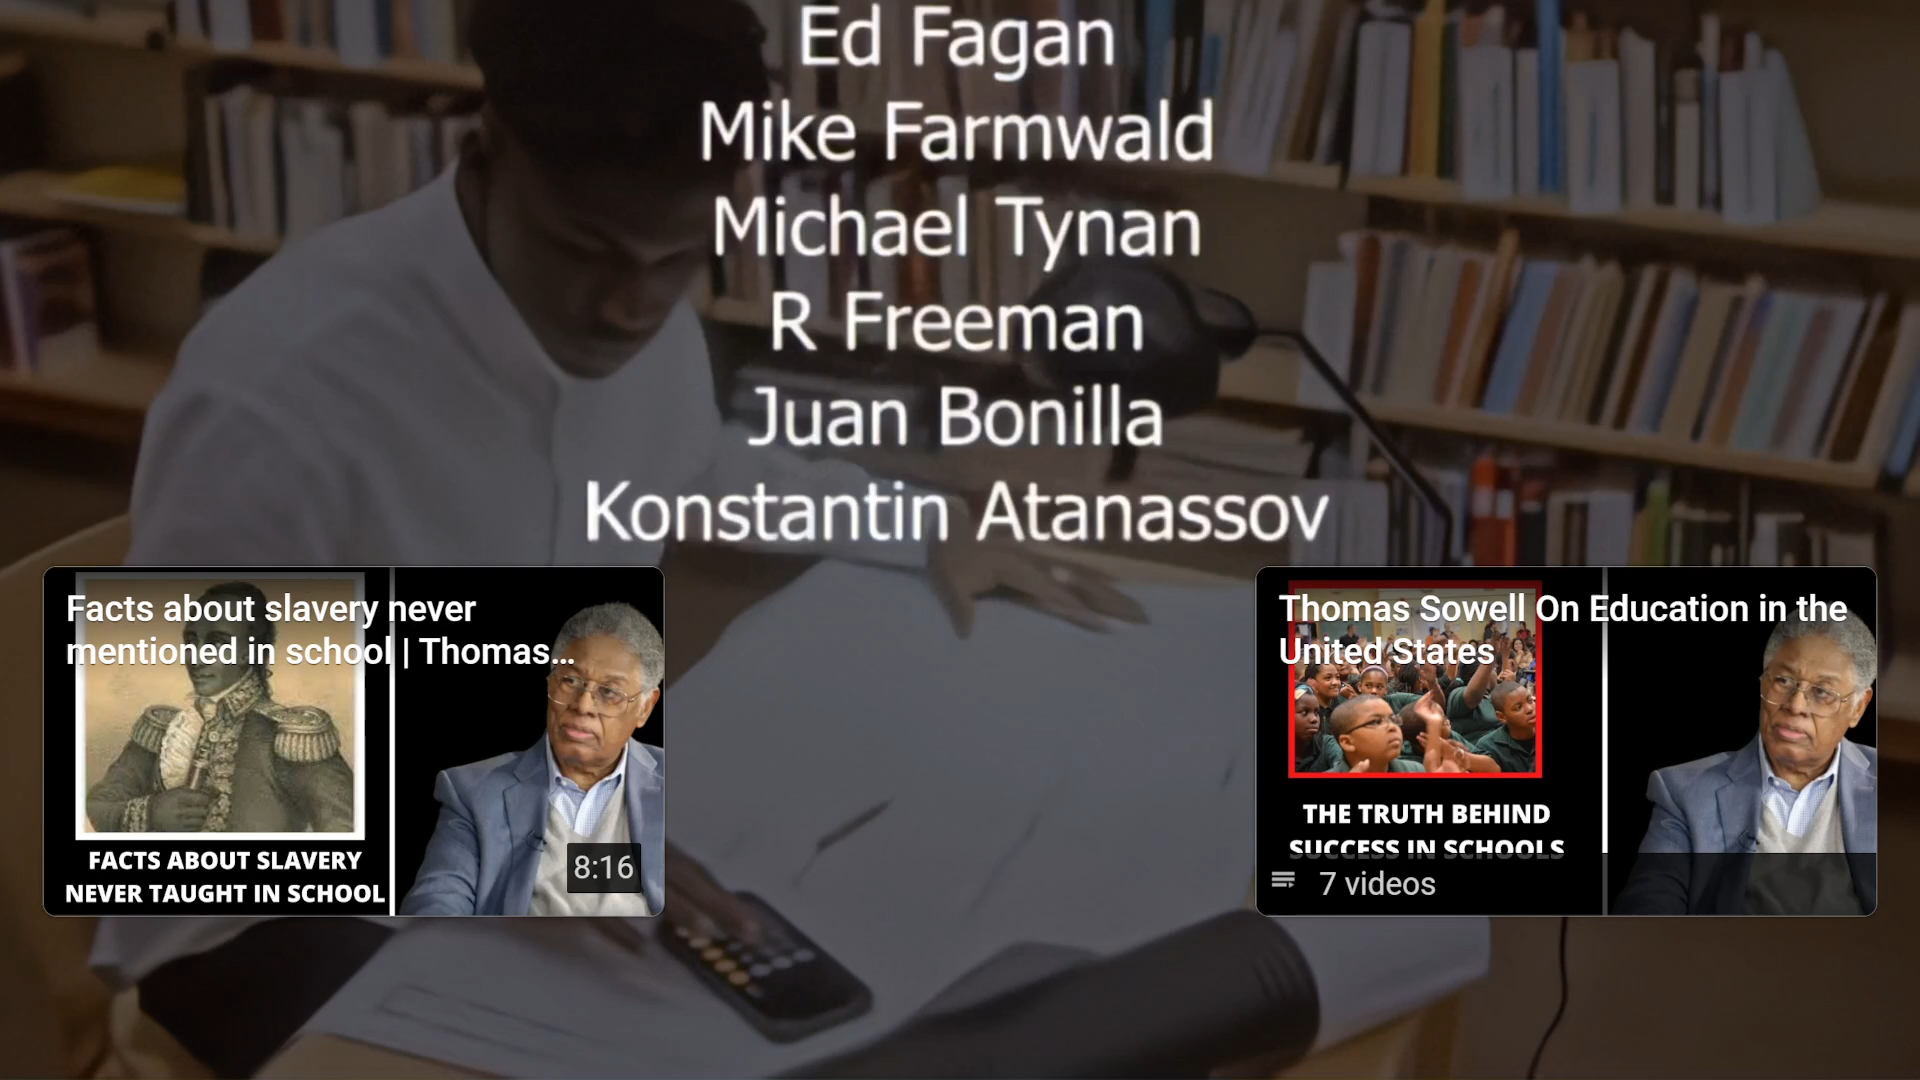 Ed Fagan
Mike Farmwald
Michael Tynan
R Freeman
Juan Bonilla
Konstantin Atanassov
Facts about slavery never
mentioned in school | Thomas...
FACTS ABOUT SLAVERY
NEVER TAUGHT IN SCHOOL
8:16
Thomas Sowell On Education in the
United States
THE TRUTH BEHIND
SUCCESS IN SCHOOLS
7 videos